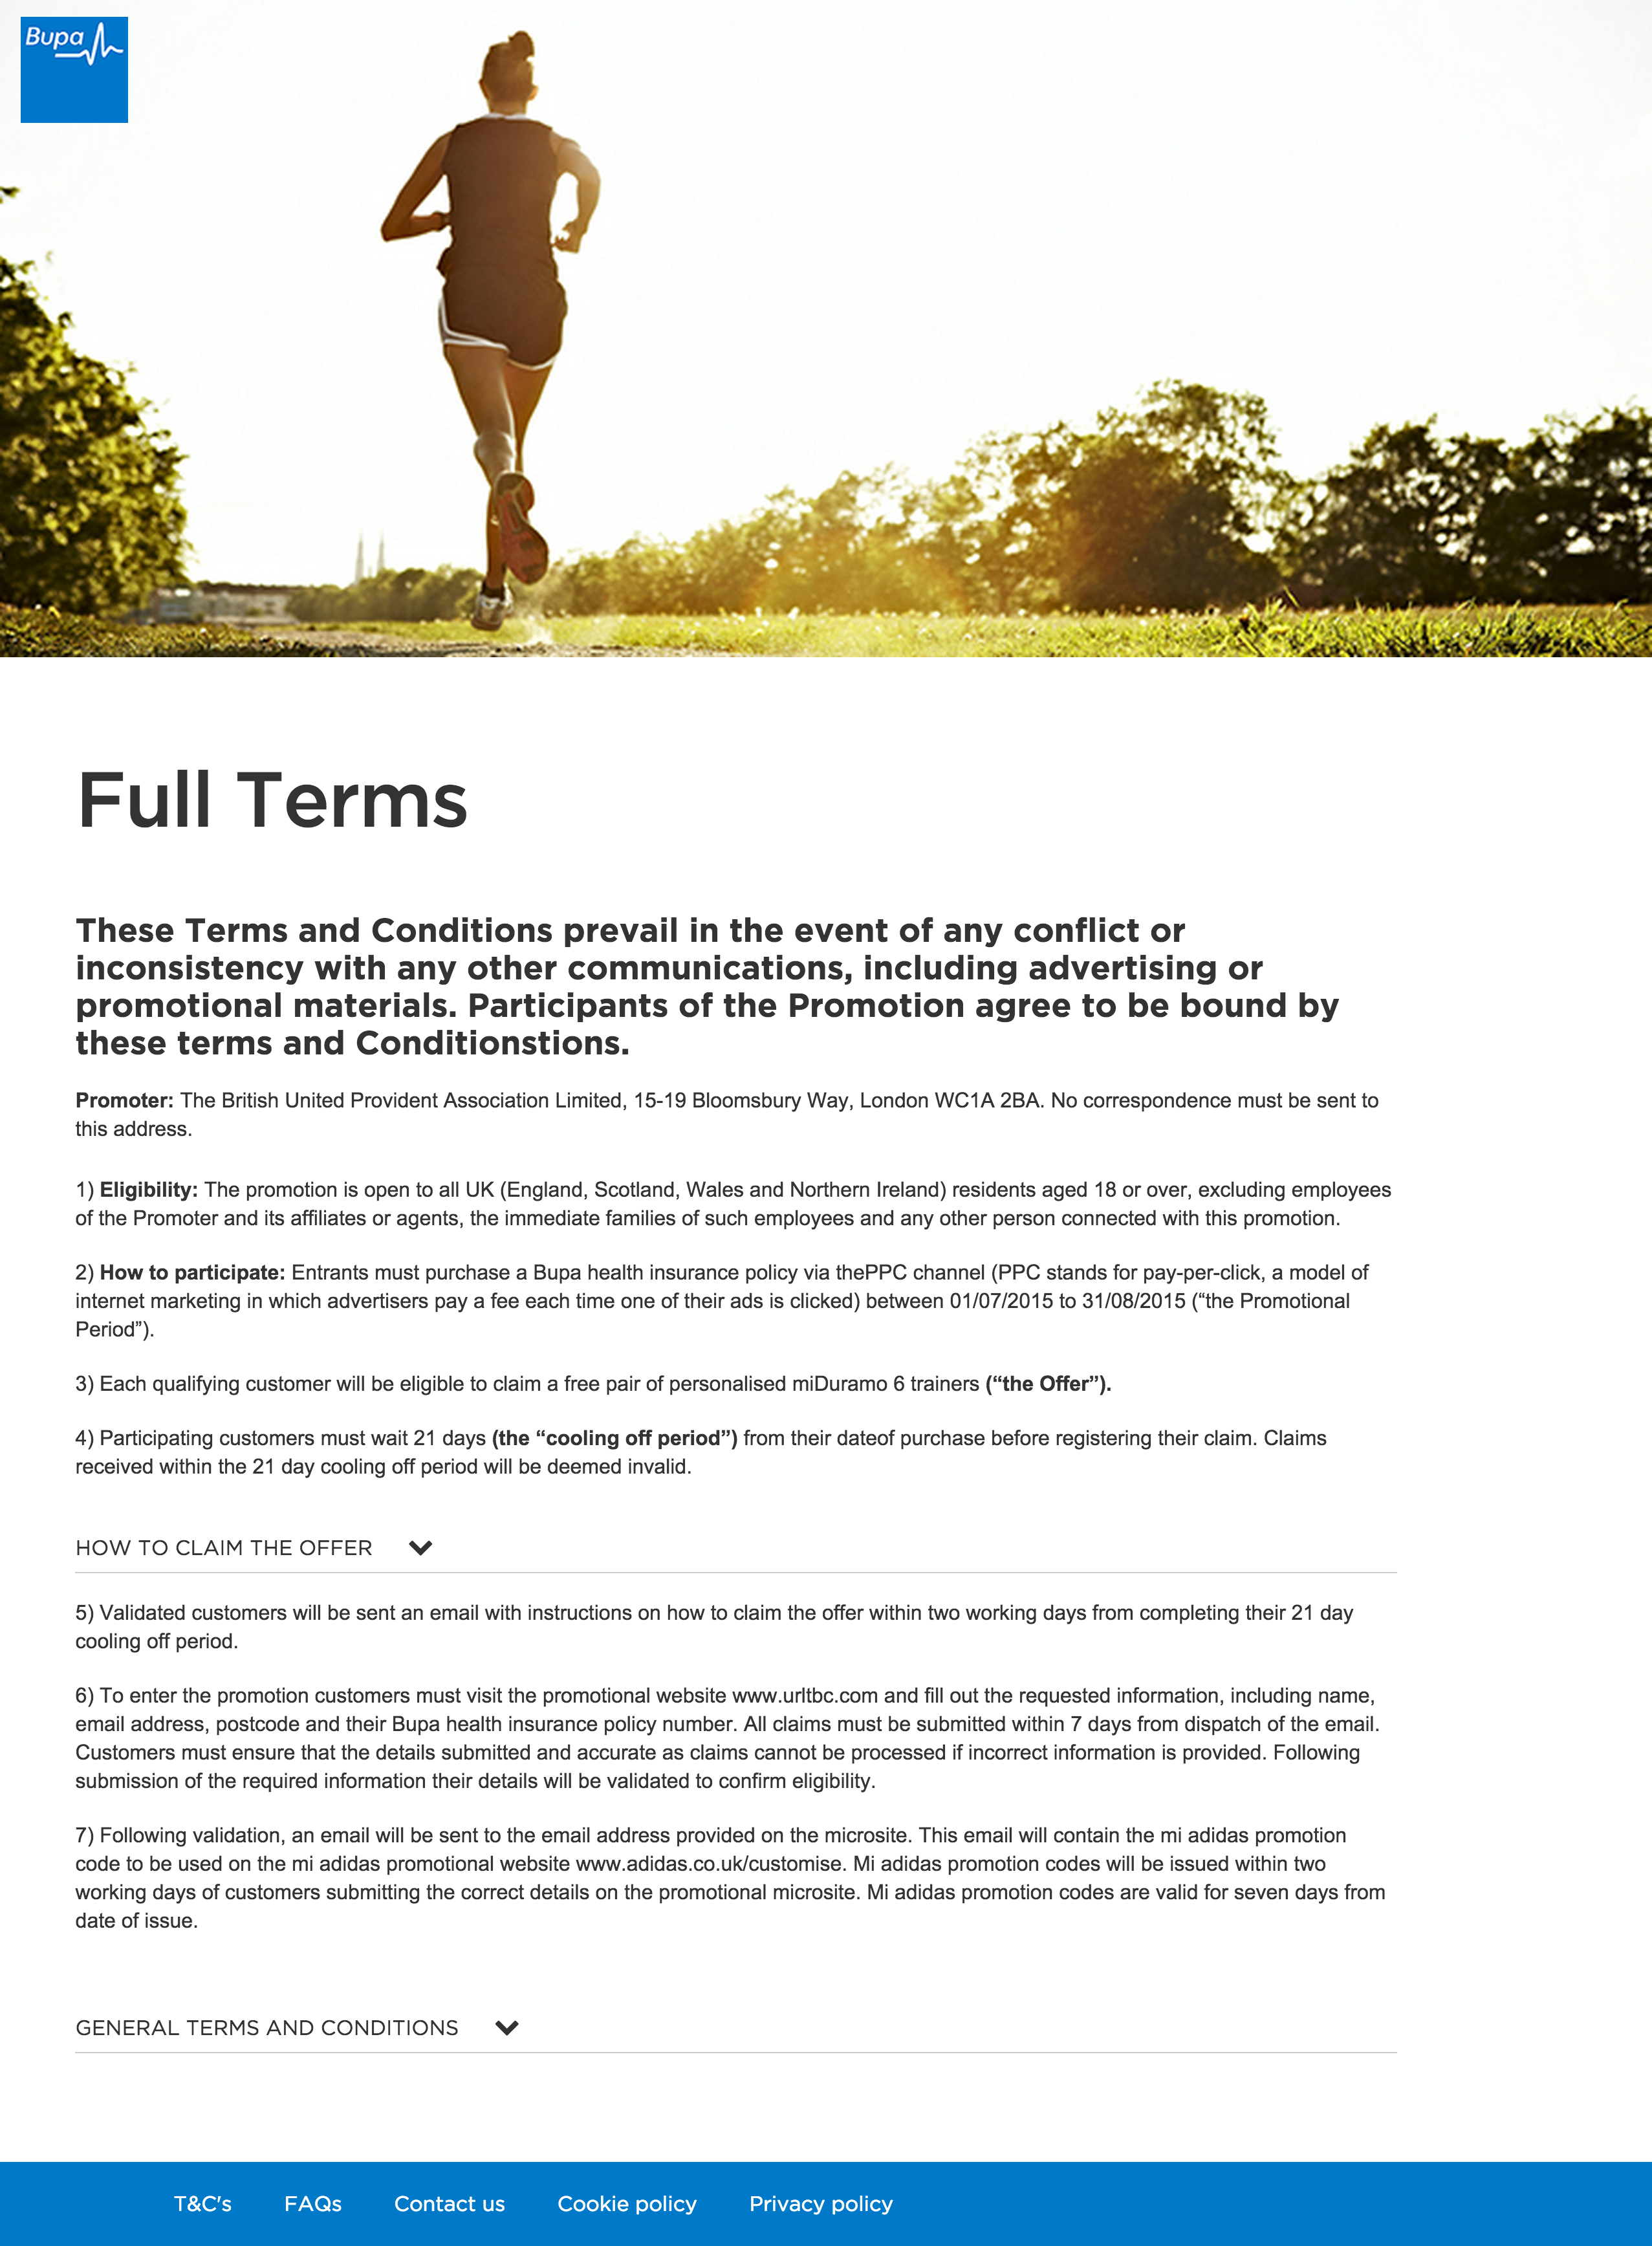 Bupa
Full Terms
These Terms and Conditions prevail in the event of any conflict or
inconsistency with any other communications, including advertising or
promotional materials. Participants of the Promotion agree to be bound by
these terms and Conditionstions.
Promoter: The British United Provident Association Limited, 15-19 Bloomsbury Way, London WC1A 2BA. No correspondence must be sent to
this address.
1) Eligibility: The promotion is open to all UK (England, Scotland, Wales and Northern Ireland) residents aged 18 or over, excluding employees
of the Promoter and its affiliates or agents, the immediate families of such employees and any other person connected with this promotion.
2) How to participate: Entrants must purchase a Bupa health insurance policy via thePPC channel (PPC stands for pay-per-click, a model of
internet marketing in which advertisers pay a fee each time one of their ads is clicked) between 01/07/2015 to 31/08/2015 (“the Promotional
Period”).
3) Each qualifying customer will be eligible to claim a free pair of personalised miDuramo 6 trainers (“the Offer”).
4) Participating customers must wait 21 days (the “cooling off period”) from their dateof purchase before registering their claim. Claims
received within the 21 day cooling off period will be deemed invalid.
HOW TO CLAIM THE OFFER
5) Validated customers will be sent an email with instructions on how to claim the offer within two working days from completing their 21 day
cooling off period.
6) To enter the promotion customers must visit the promotional website www.urltbc.com and fill out the requested information, including name,
email address, postcode and their Bupa health insurance policy number. All claims must be submitted within 7 days from dispatch of the email.
Customers must ensure that the details submitted and accurate as claims cannot be processed if incorrect information is provided. Following
submission of the required information their details will be validated to confirm eligibility.
7) Following validation, an email will be sent to the email address provided on the microsite. This email will contain the mi adidas promotion
code to be used on the mi adidas promotional website www.adidas.co.uk/customise. Mi adidas promotion codes will be issued within two
working days of customers submitting the correct details on the promotional microsite. Mi adidas promotion codes are valid for seven days from
date of issue.
GENERAL TERMS AND CONDITIONS
T&C's FAQs Contact us Cookie policy Privacy policy